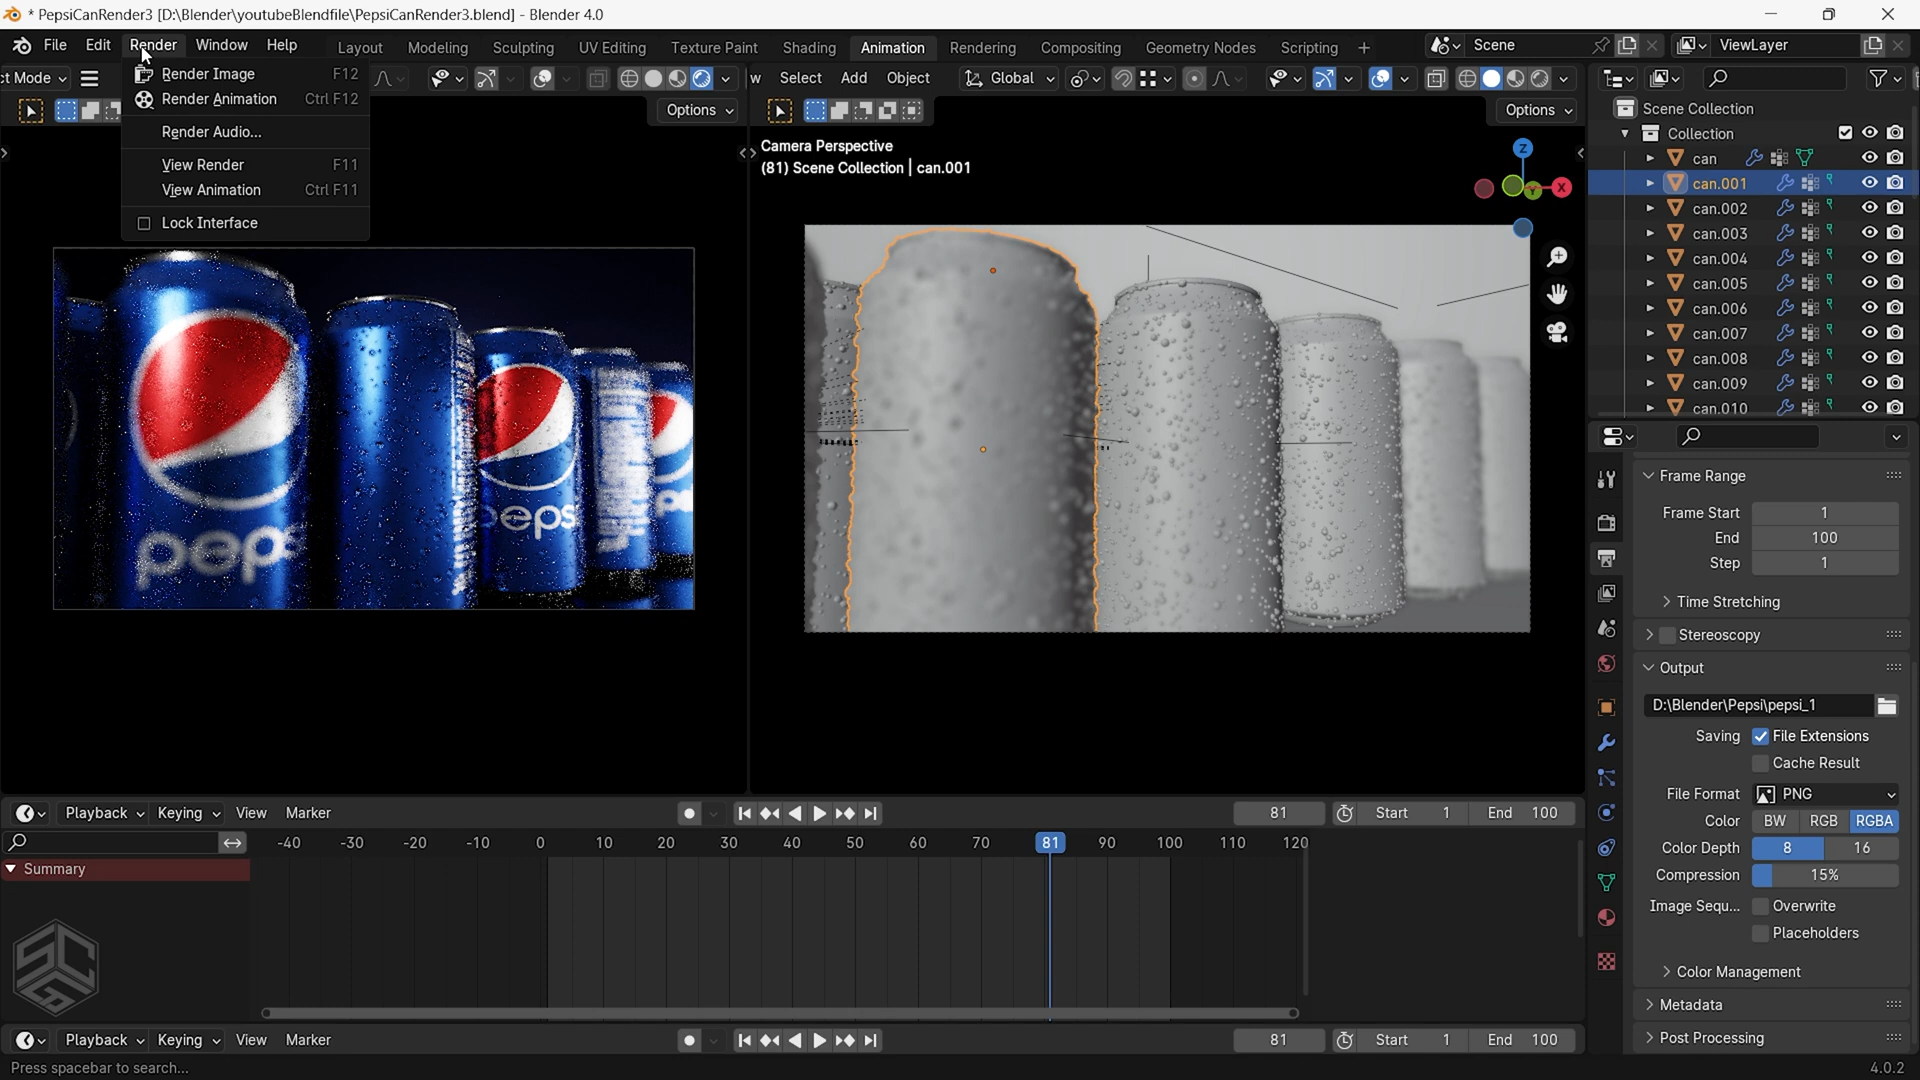 * PepsiCanRender3 [D:\Blender\youtubeBlendfile\PepsiCanRender3.blend] - Blender 4.0
File Edit Render Window Help Layout Modeling Sculpting UV Editing Texture Paint Shading Animation Rendering Compositing Geometry Nodes Scripting + Scene ViewLayer
ct Mode
Render Image F12
Render Animation Ctrl F12
Render Audio...
View Render F11
View Animation Ctrl F11
Lock Interface
Options
w Select Add Object Global
Options
Camera Perspective
(81) Scene Collection | can.001
Z
Y
X
peps
peps
Scene Collection
Collection
can
can.001
can.002
can.003
can.004
can.005
can.006
can.007
can.008
can.009
can.010
Frame Range
Frame Start 1
End 100
Step 1
Time Stretching
Stereoscopy
Output
D:\Blender\Pepsi\pepsi_1
Saving File Extensions
Cache Result
File Format PNG
Color BW RGB RGBA
Color Depth 8 16
Compression 15%
Image Sequ... Overwrite
Placeholders
Color Management
Metadata
Post Processing
Playback Keying View Marker 81 Start 1 End 100
-40 -30 -20 -10 0 10 20 30 40 50 60 70 81 90 100 110 120
Summary
Playback Keying View Marker 81 Start 1 End 100
Press spacebar to search...
4.0.2